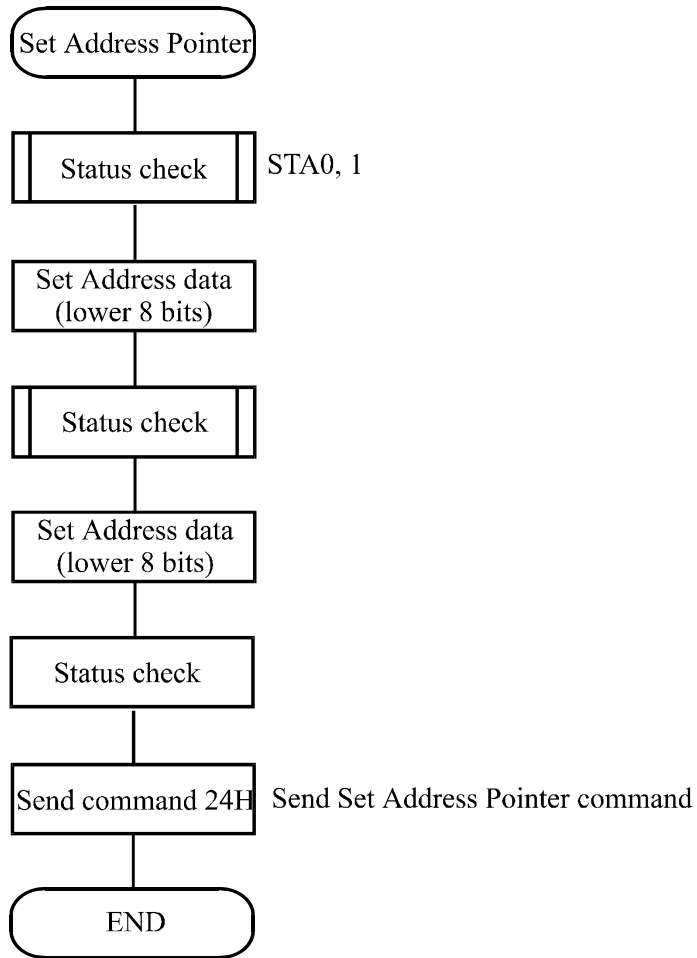 Set Address Pointer
Status check
STA0, 1
Set Address data
(lower 8 bits)
Status check
Set Address data
(lower 8 bits)
Status check
Send command 24H
Send Set Address Pointer command
END